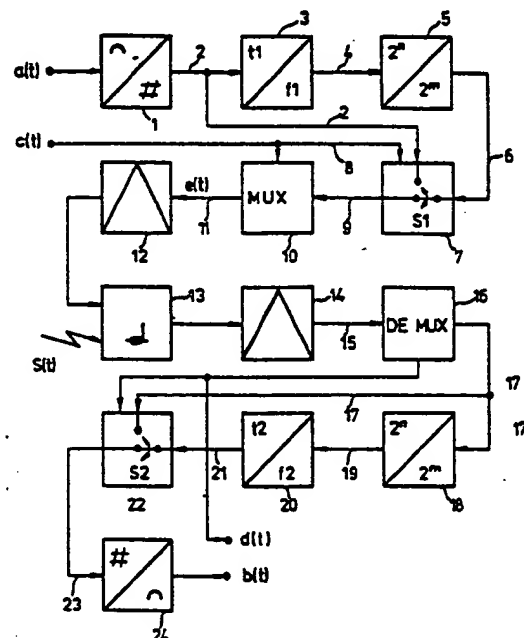 2 3 4 5
a(t) # t1 f1 2ⁿ 2ᵐ
1 2
c(t) 8 6
e(t) MUX S1
12 11 10 9 7
13 14 16
S(t) 15 DE MUX
17
17 17
S2 t2 f2 2ⁿ 2ᵐ
22 21 20 19 18
d(t)
# b(t)
23 24